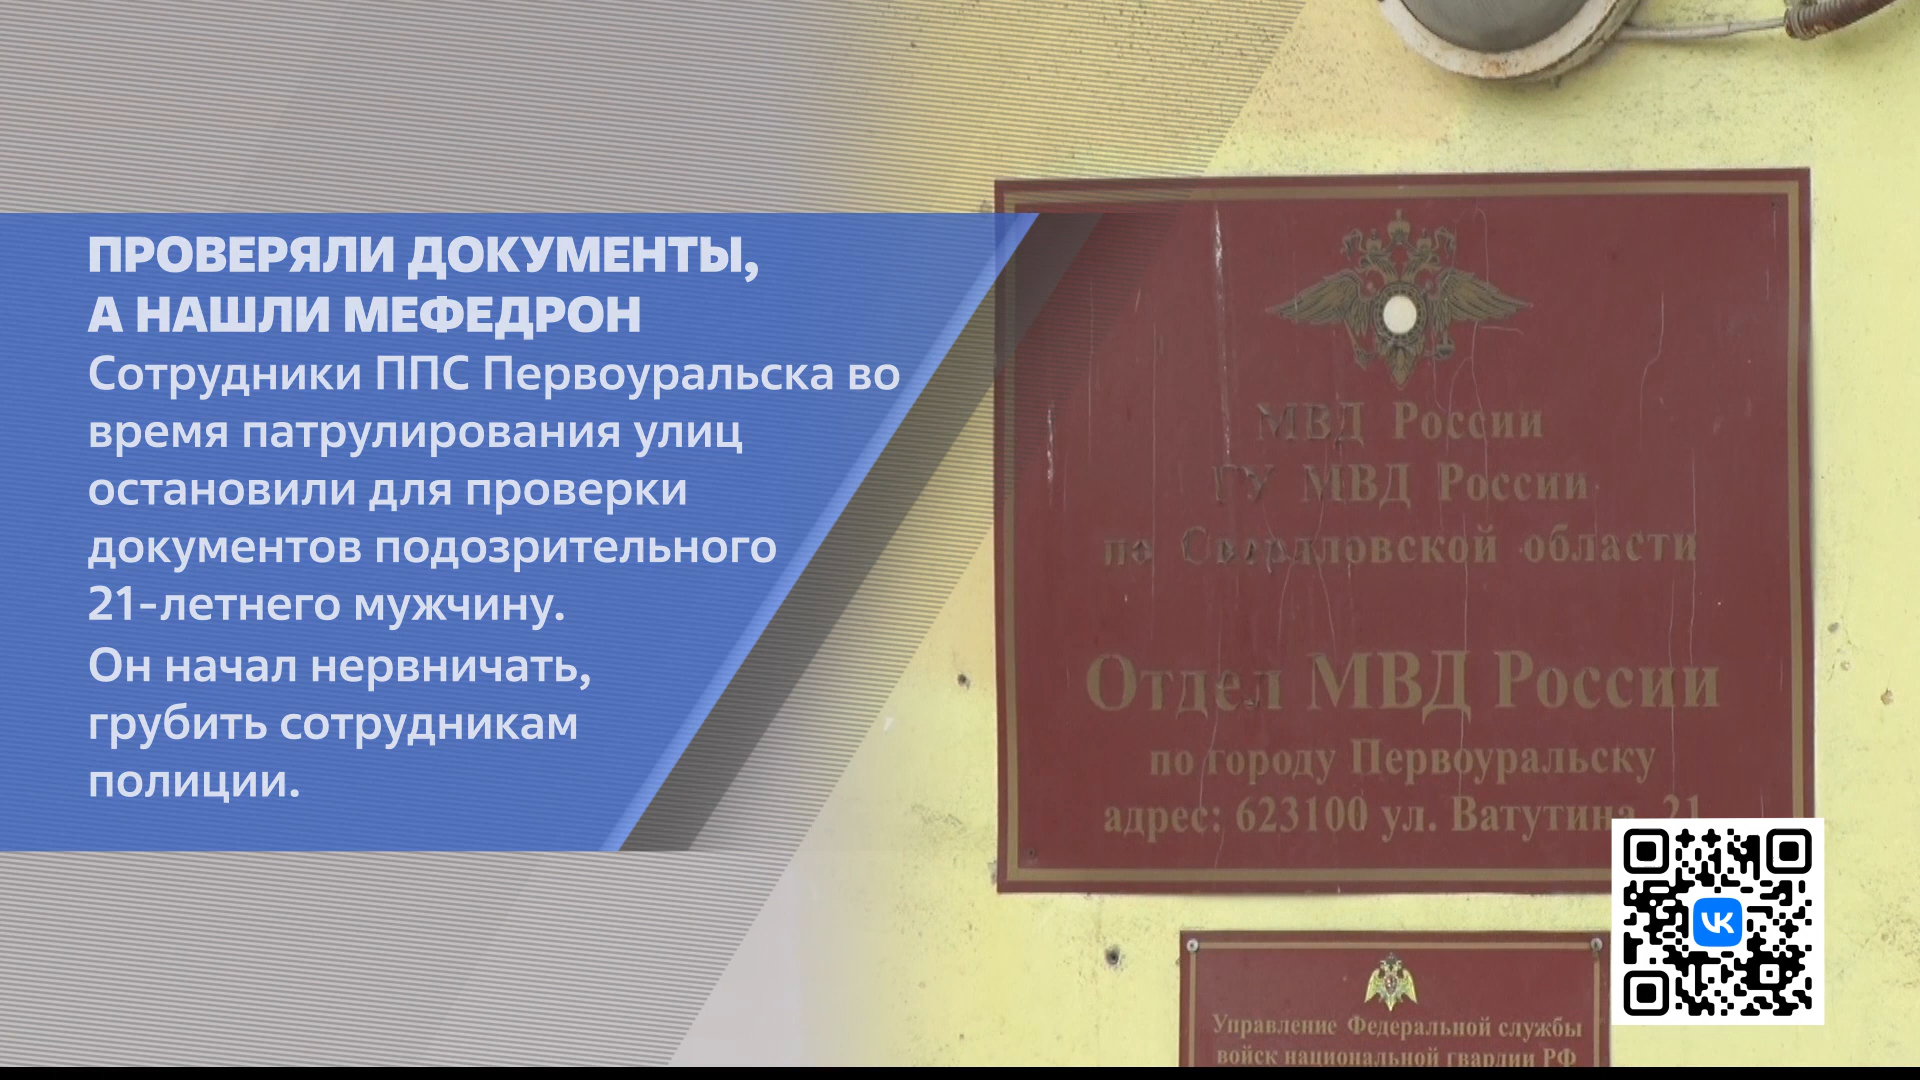 ПРОВЕРЯЛИ ДОКУМЕНТЫ,
А НАШЛИ МЕФЕДРОН
Сотрудники ППС Первоуральска во
время патрулирования улиц
остановили для проверки
документов подозрительного
21-летнего мужчину.
Он начал нервничать,
грубить сотрудникам
полиции.
МВД России
ГУ МВД России
по Свердловской области
Отдел МВД России
по городу Первоуральску
адрес: 623100 ул. Ватутина, 21
Управление Федеральной службы
войск национальной гвардии РФ